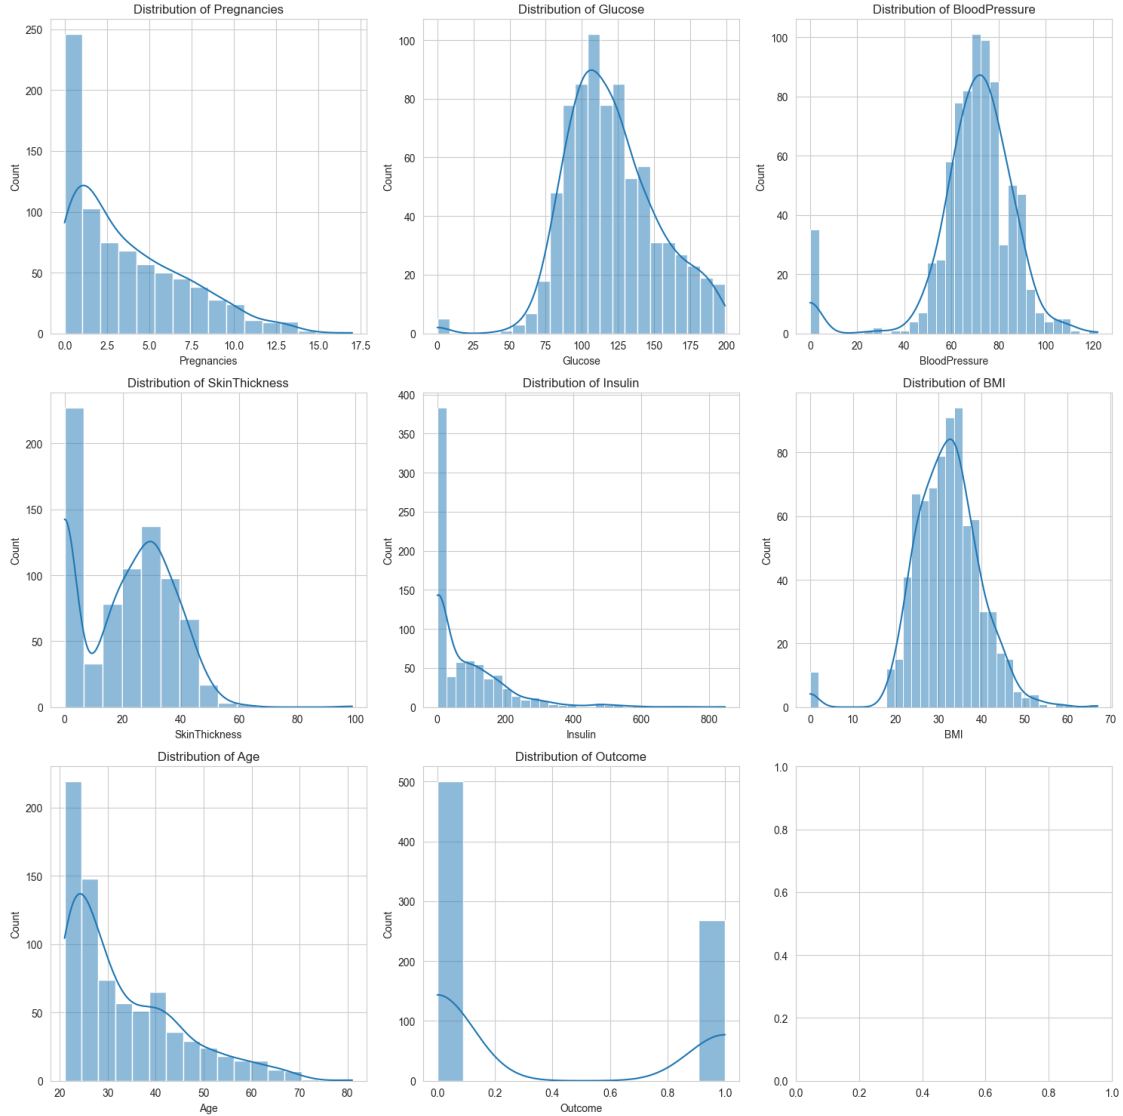 Distribution of Pregnancies
250
200
150
100
50
0
Count
0.0 2.5 5.0 7.5 10.0 12.5 15.0 17.5
Pregnancies
Distribution of Glucose
100
80
60
40
20
0
Count
0 25 50 75 100 125 150 175 200
Glucose
Distribution of BloodPressure
100
80
60
40
20
0
Count
0 20 40 60 80 100 120
BloodPressure
Distribution of SkinThickness
200
150
100
50
0
Count
0 20 40 60 80 100
SkinThickness
Distribution of Insulin
400
350
300
250
200
150
100
50
0
Count
0 200 400 600 800
Insulin
Distribution of BMI
80
60
40
20
0
Count
0 10 20 30 40 50 60 70
BMI
Distribution of Age
200
150
100
50
0
Count
20 30 40 50 60 70 80
Age
Distribution of Outcome
500
400
300
200
100
0
Count
0.0 0.2 0.4 0.6 0.8 1.0
Outcome
1.0
0.8
0.6
0.4
0.2
0.0
0.0 0.2 0.4 0.6 0.8 1.0